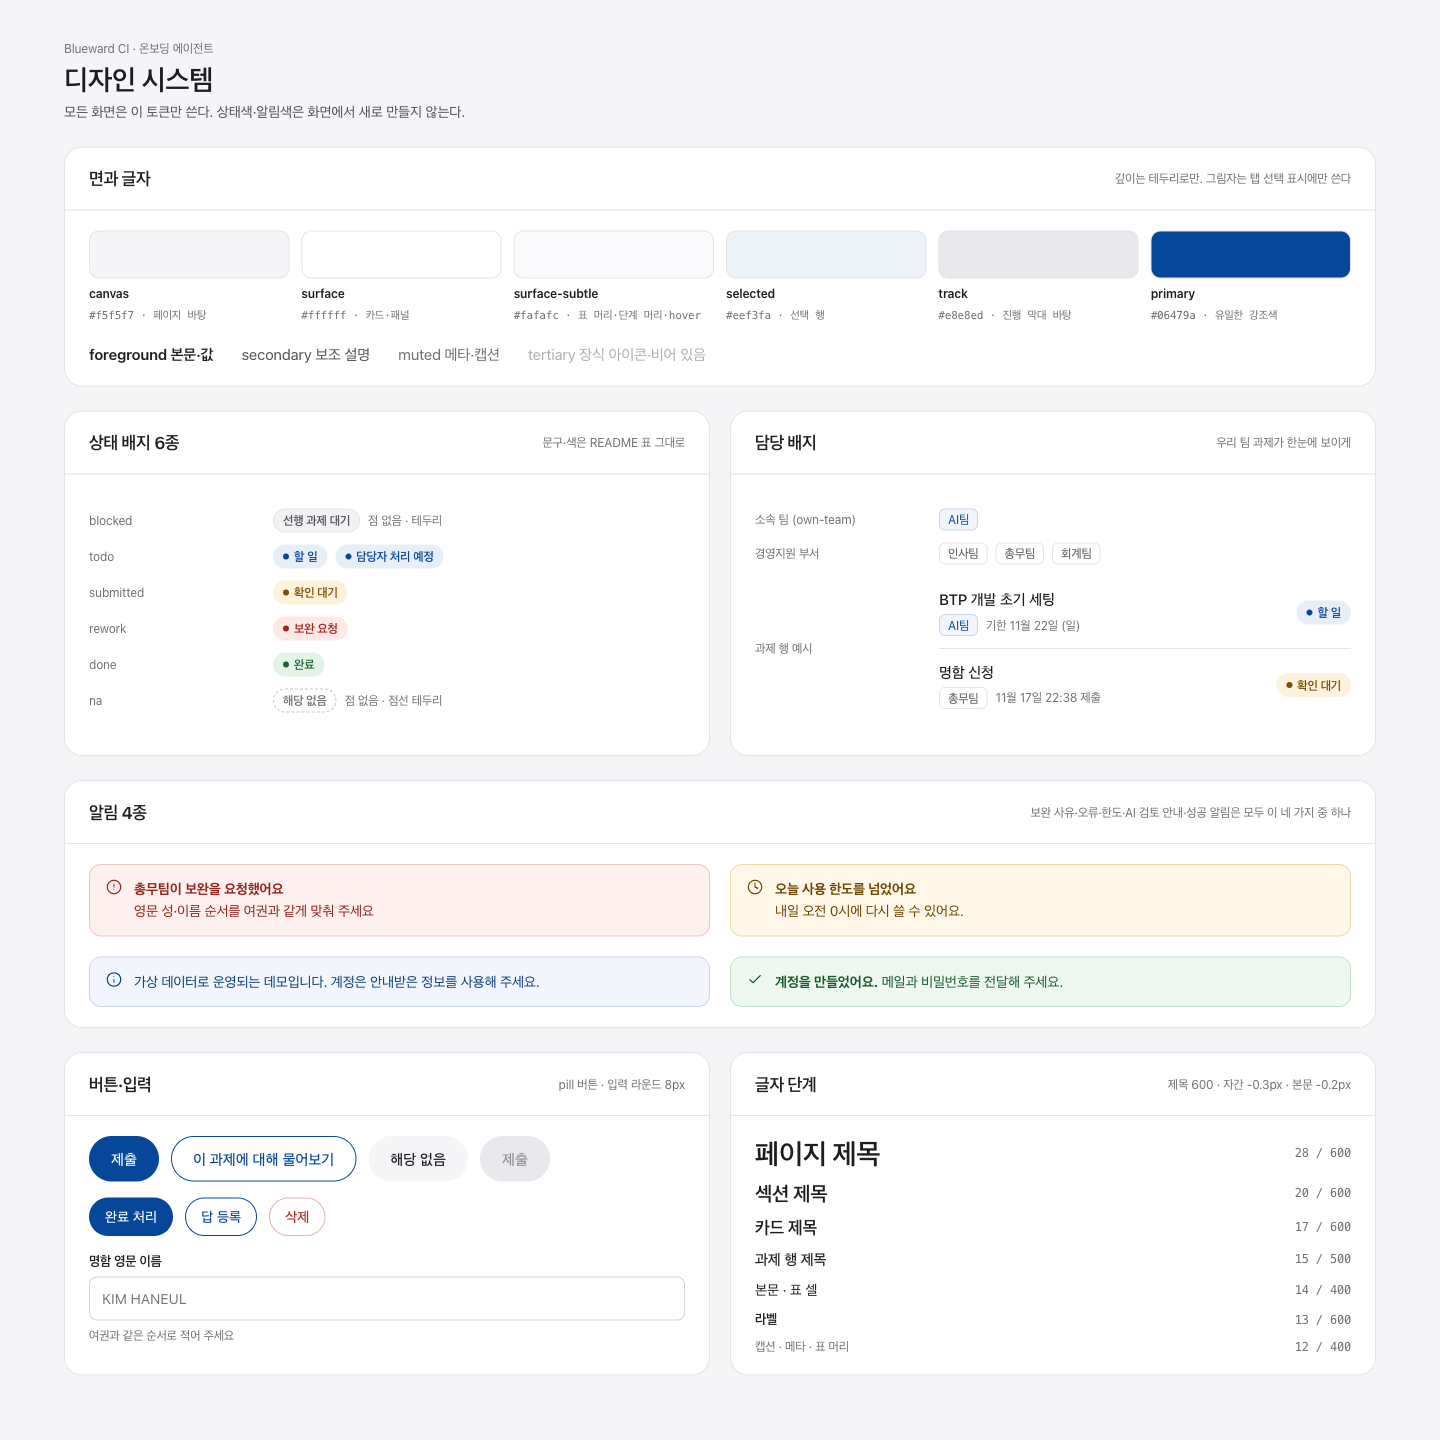 Blueward CI · 온보딩 에이전트
디자인 시스템
모든 화면은 이 토큰만 쓴다. 상태색·알림색은 화면에서 새로 만들지 않는다.
면과 글자
깊이는 테두리로만. 그림자는 탭 선택 표시에만 쓴다
canvas
#f5f5f7 · 페이지 바탕
surface
#ffffff · 카드·패널
surface-subtle
#fafafc · 표 머리·단계 머리·hover
selected
#eef3fa · 선택 행
track
#e8e8ed · 진행 막대 바탕
primary
#06479a · 유일한 강조색
foreground 본문·값
secondary 보조 설명
muted 메타·캡션
tertiary 장식 아이콘·비어 있음
상태 배지 6종
문구·색은 README 표 그대로
blocked
선행 과제 대기
점 없음 · 테두리
todo
할 일
담당자 처리 예정
submitted
확인 대기
rework
보완 요청
done
완료
na
해당 없음
점 없음 · 점선 테두리
담당 배지
우리 팀 과제가 한눈에 보이게
소속 팀 (own-team)
AI팀
경영지원 부서
인사팀
총무팀
회계팀
과제 행 예시
BTP 개발 초기 세팅
AI팀
기한 11월 22일 (일)
할 일
명함 신청
총무팀
11월 17일 22:38 제출
확인 대기
알림 4종
보완 사유·오류·한도·AI 검토 안내·성공 알림은 모두 이 네 가지 중 하나
총무팀이 보완을 요청했어요
영문 성·이름 순서를 여권과 같게 맞춰 주세요
오늘 사용 한도를 넘었어요
내일 오전 0시에 다시 쓸 수 있어요.
가상 데이터로 운영되는 데모입니다. 계정은 안내받은 정보를 사용해 주세요.
계정을 만들었어요. 메일과 비밀번호를 전달해 주세요.
버튼·입력
pill 버튼 · 입력 라운드 8px
제출
이 과제에 대해 물어보기
해당 없음
제출
완료 처리
답 등록
삭제
명함 영문 이름
KIM HANEUL
여권과 같은 순서로 적어 주세요
글자 단계
제목 600 · 자간 -0.3px · 본문 -0.2px
페이지 제목
28 / 600
섹션 제목
20 / 600
카드 제목
17 / 600
과제 행 제목
15 / 500
본문 · 표 셀
14 / 400
라벨
13 / 600
캡션 · 메타 · 표 머리
12 / 400